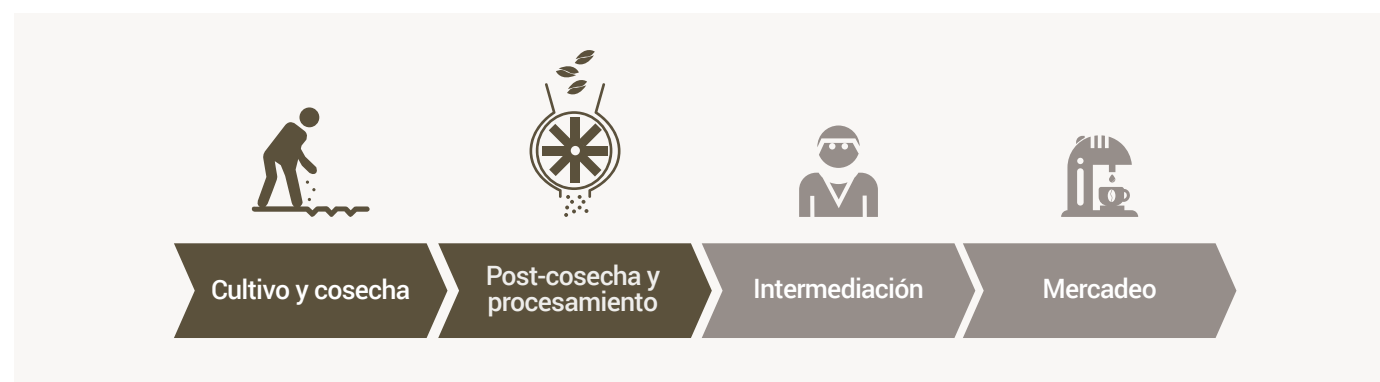 Cultivo y cosecha
Post-cosecha y
procesamiento
Intermediación
Mercadeo